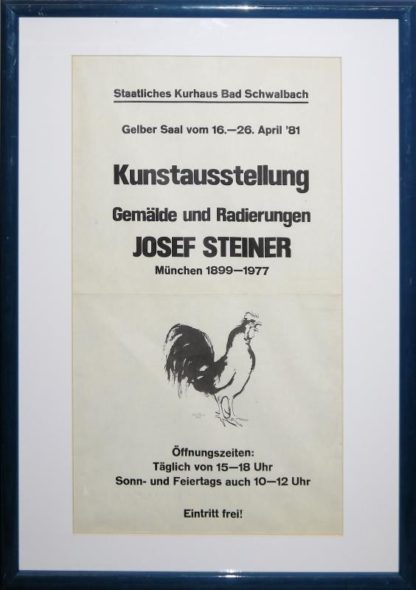 Staatliches Kurhaus Bad Schwalbach
Gelber Saal vom 16.—26. April '81
Kunstausstellung
Gemälde und Radierungen
JOSEF STEINER
München 1899—1977
Öffnungszeiten:
Täglich von 15—18 Uhr
Sonn- und Feiertags auch 10—12 Uhr
Eintritt frei!